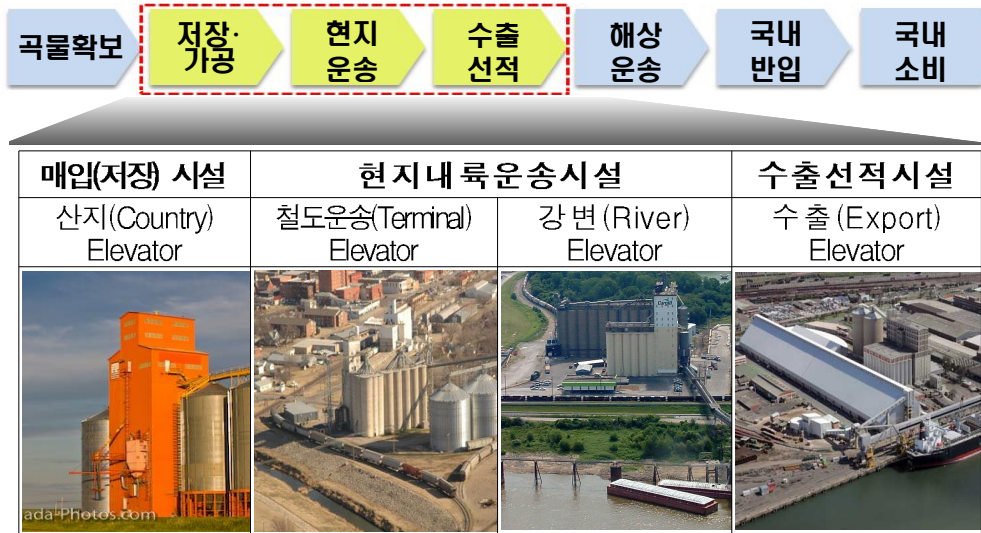 곡물확보
저장·
가공
현지
운송
수출
선적
해상
운송
국내
반입
국내
소비
매입(저장) 시설
현지내륙운송시설
수출선적시설
산지(Country)
Elevator
철도운송(Terminal)
Elevator
강변(River)
Elevator
수출(Export)
Elevator
Cargill
ada-Photos.com